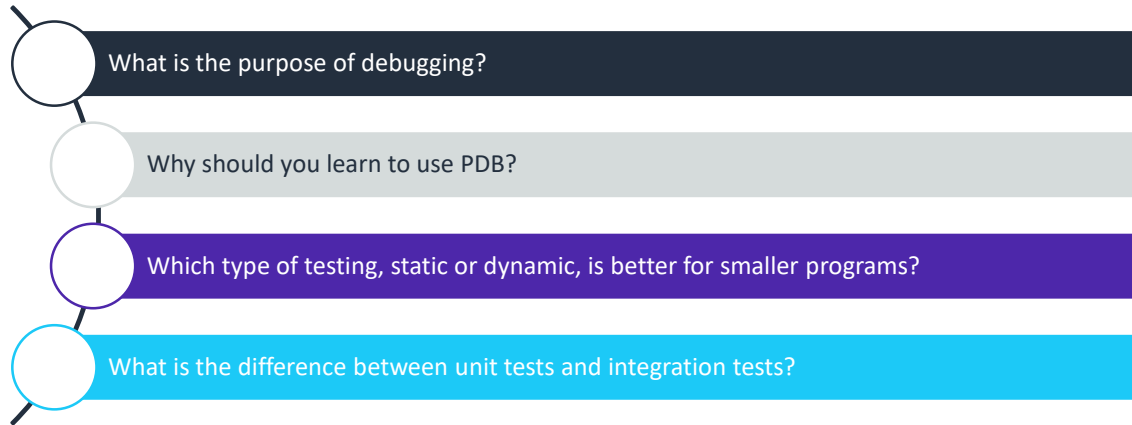 What is the purpose of debugging?
Why should you learn to use PDB?
Which type of testing, static or dynamic, is better for smaller programs?
What is the difference between unit tests and integration tests?